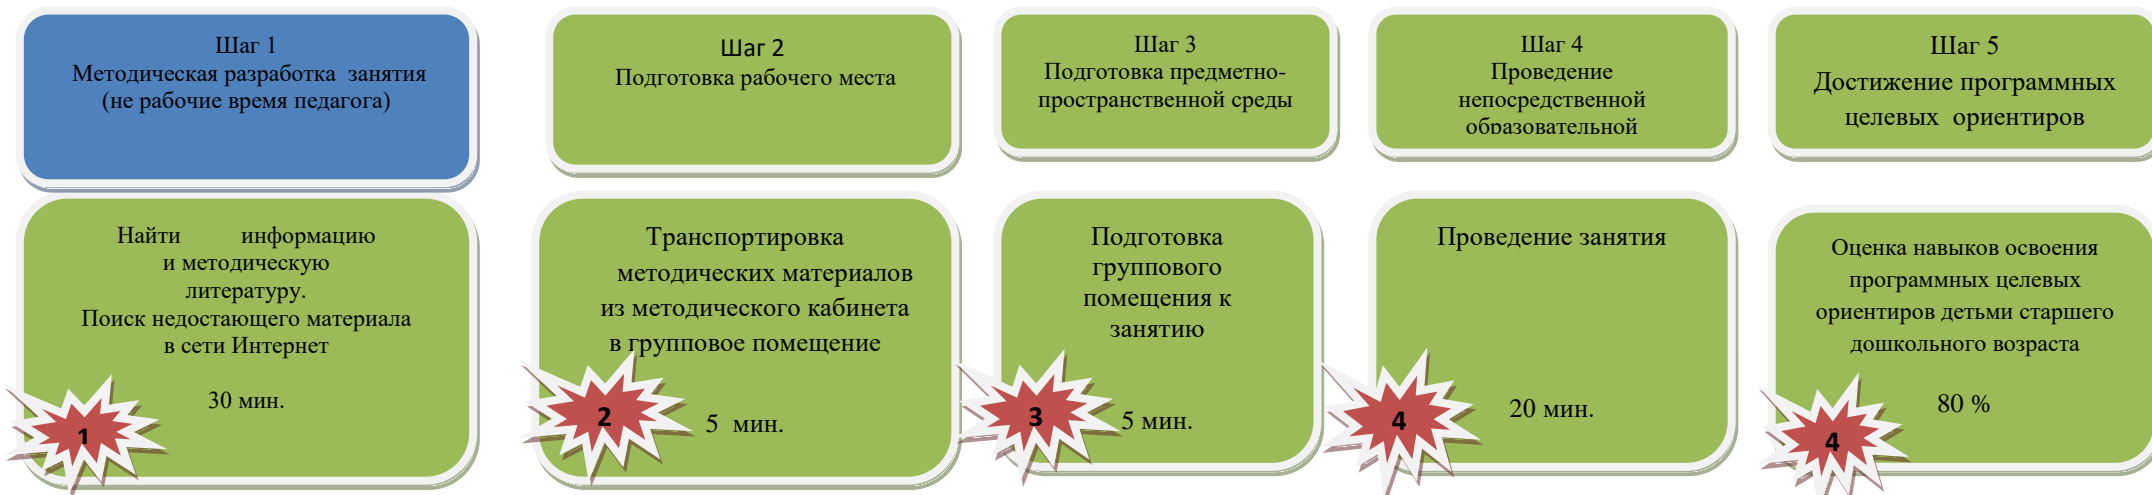 Шаг 1
Методическая разработка занятия
(не рабочие время педагога)
Шаг 2
Подготовка рабочего места
Шаг 3
Подготовка предметно-
пространственной среды
Шаг 4
Проведение
непосредственной
образовательной
Шаг 5
Достижение программных
целевых ориентиров
Найти информацию
и методическую
литературу.
Поиск недостающего материала
в сети Интернет
30 мин.
1
Транспортировка
методических материалов
из методического кабинета
в групповое помещение
5 мин.
2
Подготовка
группового
помещения к
занятию
5 мин.
3
Проведение занятия
20 мин.
4
Оценка навыков освоения
программных целевых
ориентиров детьми старшего
дошкольного возраста
80 %
4